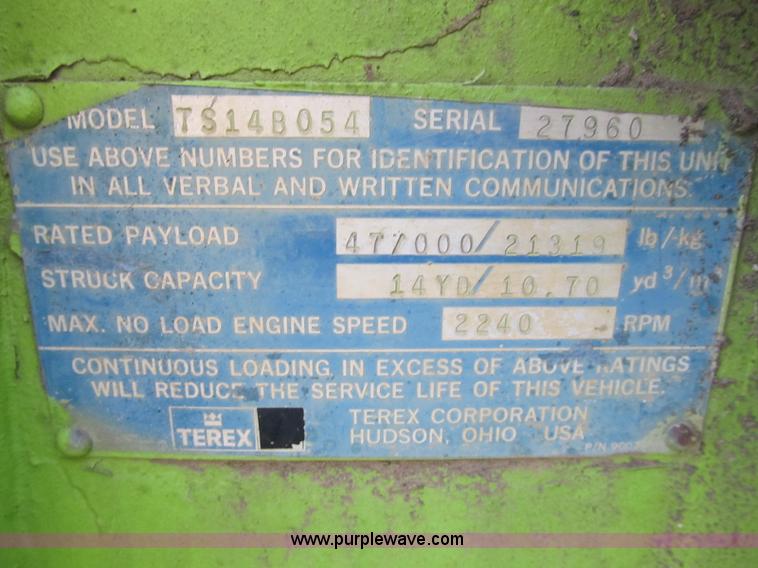 MODEL TS14B054 SERIAL 27960
USE ABOVE NUMBERS FOR IDENTIFICATION OF THIS UNIT
IN ALL VERBAL AND WRITTEN COMMUNICATIONS.
RATED PAYLOAD 47/000/21319 lb/kg
STRUCK CAPACITY 14YD/10.70 yd³/m³
MAX. NO LOAD ENGINE SPEED 2240 RPM
CONTINUOUS LOADING IN EXCESS OF ABOVE RATINGS
WILL REDUCE THE SERVICE LIFE OF THIS VEHICLE.
TEREX TEREX CORPORATION
HUDSON, OHIO USA
P/N
www.purplewave.com